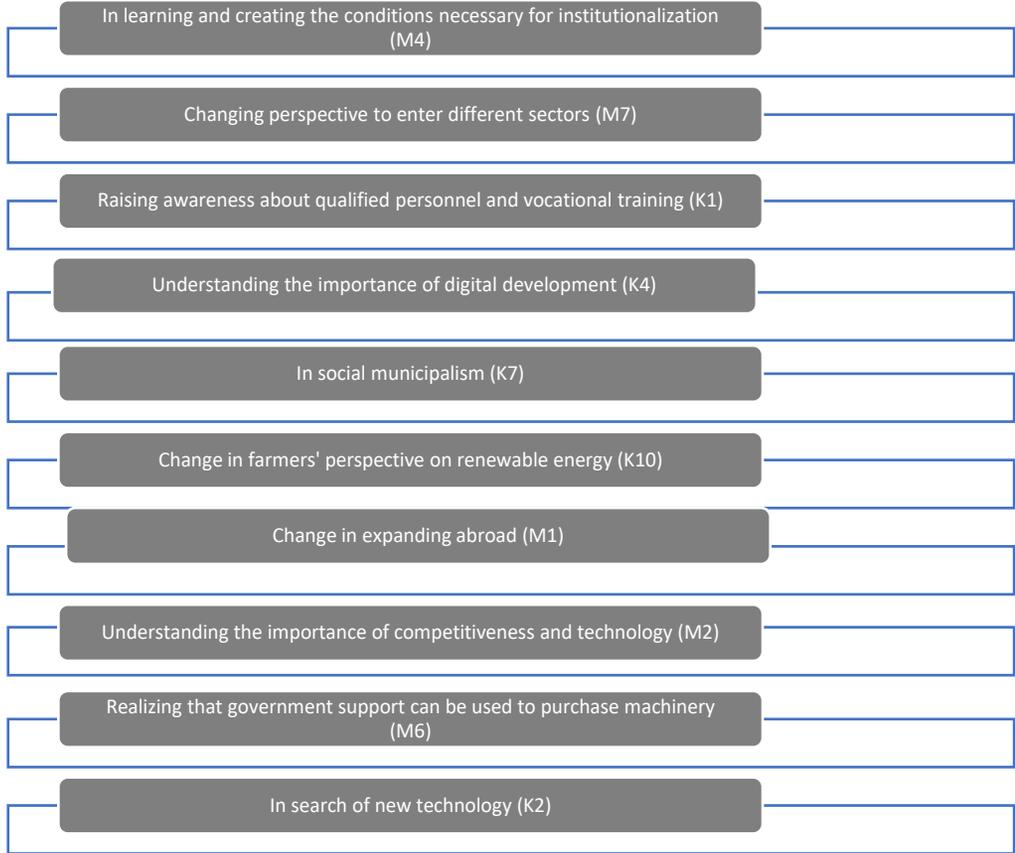 In learning and creating the conditions necessary for institutionalization
(M4)
Changing perspective to enter different sectors (M7)
Raising awareness about qualified personnel and vocational training (K1)
Understanding the importance of digital development (K4)
In social municipalism (K7)
Change in farmers' perspective on renewable energy (K10)
Change in expanding abroad (M1)
Understanding the importance of competitiveness and technology (M2)
Realizing that government support can be used to purchase machinery
(M6)
In search of new technology (K2)